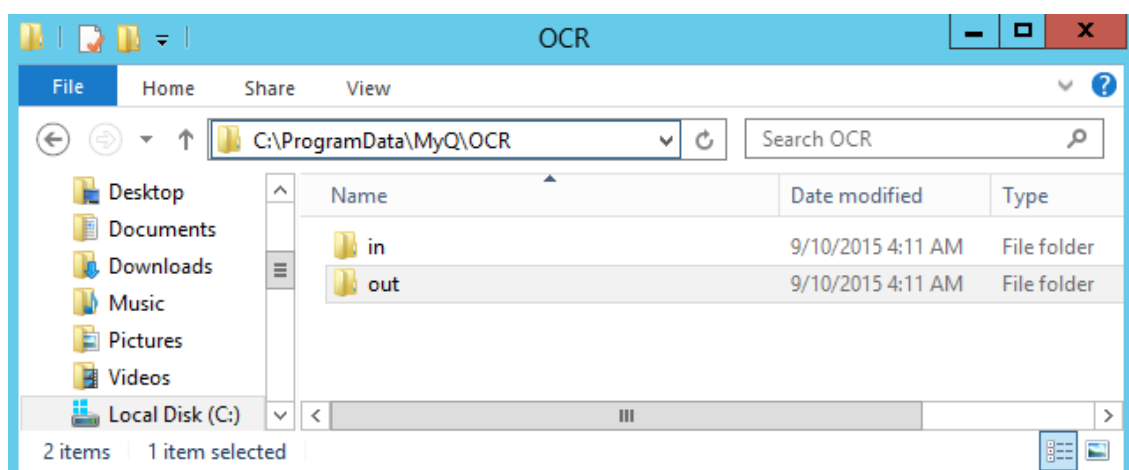 OCR
File Home Share View
C:\ProgramData\MyQ\OCR Search OCR
Desktop Name Date modified Type
Documents
in 9/10/2015 4:11 AM File folder
Downloads
out 9/10/2015 4:11 AM File folder
Music
Pictures
Videos
Local Disk (C:)
2 items 1 item selected